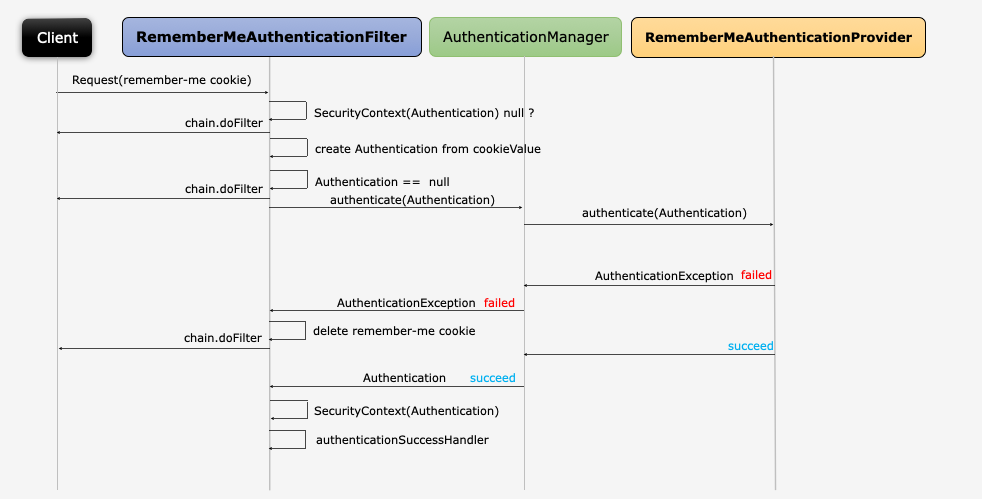 Client
RememberMeAuthenticationFilter
AuthenticationManager
RememberMeAuthenticationProvider
Request(remember-me cookie)
SecurityContext(Authentication) null ?
chain.doFilter
create Authentication from cookieValue
Authentication == null
chain.doFilter
authenticate(Authentication)
authenticate(Authentication)
AuthenticationException failed
AuthenticationException failed
delete remember-me cookie
chain.doFilter
succeed
Authentication succeed
SecurityContext(Authentication)
authenticationSuccessHandler